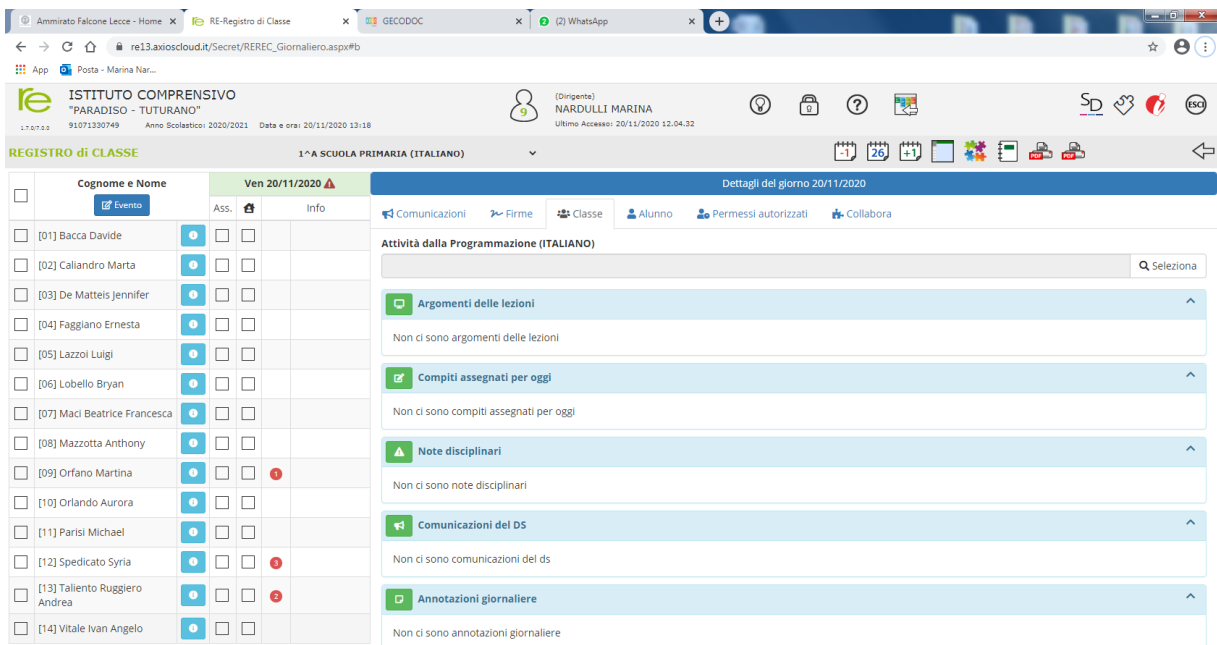 Ammirato Falcone Lecce - Home
RE-Registro di Classe
GECODOC
(2) WhatsApp
re13.axioscloud.it/Secret/REREC_Giornaliero.aspx#b
App Posta - Marina Nar...
re
1.7.0/7.0.0
ISTITUTO COMPRENSIVO
"PARADISO - TUTURANO"
91071330749 Anno Scolastico: 2020/2021 Data e ora: 20/11/2020 13:18
9
(Dirigente)
NARDULLI MARINA
Ultimo Accesso: 20/11/2020 12.04.32
SD
ESCI
REGISTRO di CLASSE
1^A SCUOLA PRIMARIA (ITALIANO)
-1 26 +1 PDF PDF
Cognome e Nome
Evento
Ven 20/11/2020
Ass. Info
[01] Bacca Davide
[02] Caliandro Marta
[03] De Matteis Jennifer
[04] Faggiano Ernesta
[05] Lazzoi Luigi
[06] Lobello Bryan
[07] Maci Beatrice Francesca
[08] Mazzotta Anthony
[09] Orfano Martina 1
[10] Orlando Aurora
[11] Parisi Michael
[12] Spedicato Syria 3
[13] Taliento Ruggiero
Andrea 2
[14] Vitale Ivan Angelo
Dettagli del giorno 20/11/2020
Comunicazioni Firme Classe Alunno Permessi autorizzati Collabora
Attività dalla Programmazione (ITALIANO)
Seleziona
Argomenti delle lezioni
Non ci sono argomenti delle lezioni
Compiti assegnati per oggi
Non ci sono compiti assegnati per oggi
Note disciplinari
Non ci sono note disciplinari
Comunicazioni del DS
Non ci sono comunicazioni del ds
Annotazioni giornaliere
Non ci sono annotazioni giornaliere